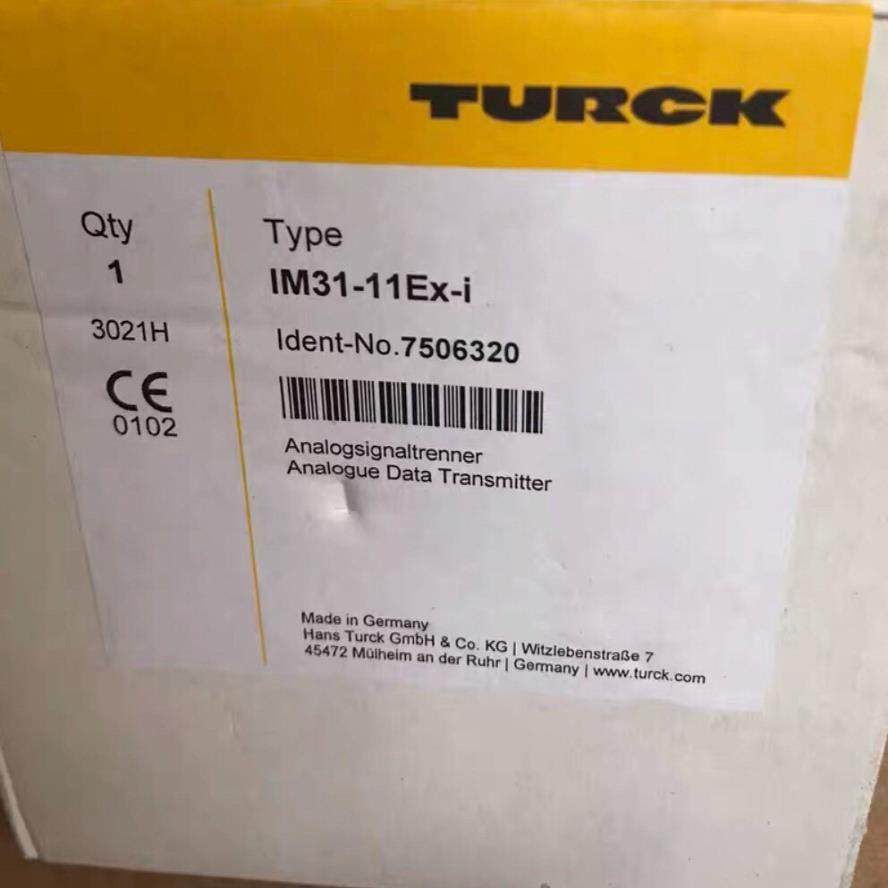 TURCK
Qty
1
3021H
CE
0102
Type
IM31-11Ex-i
Ident-No.7506320
Analogsignaltrenner
Analogue Data Transmitter
Made in Germany
Hans Turck GmbH & Co. KG | Witzlebenstraße 7
45472 Mülheim an der Ruhr | Germany | www.turck.com